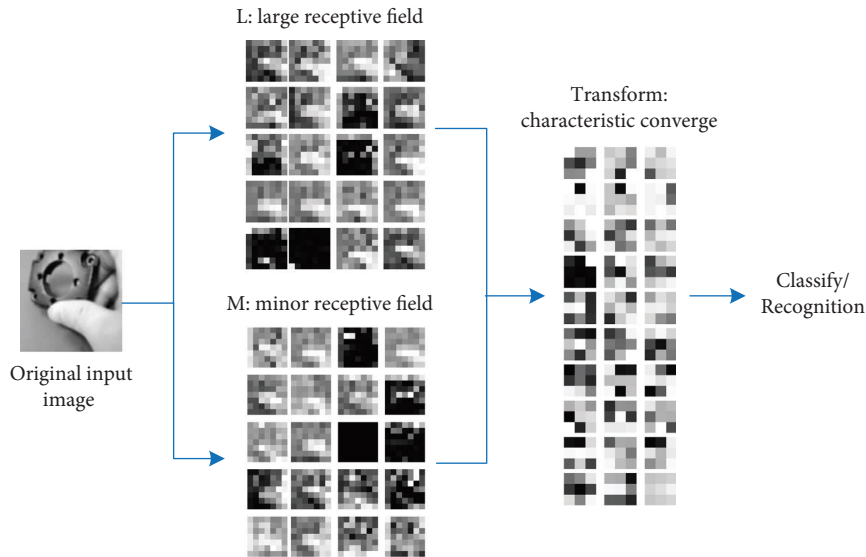 L: large receptive field
Transform:
characteristic converge
Original input
image
M: minor receptive field
Classify/
Recognition